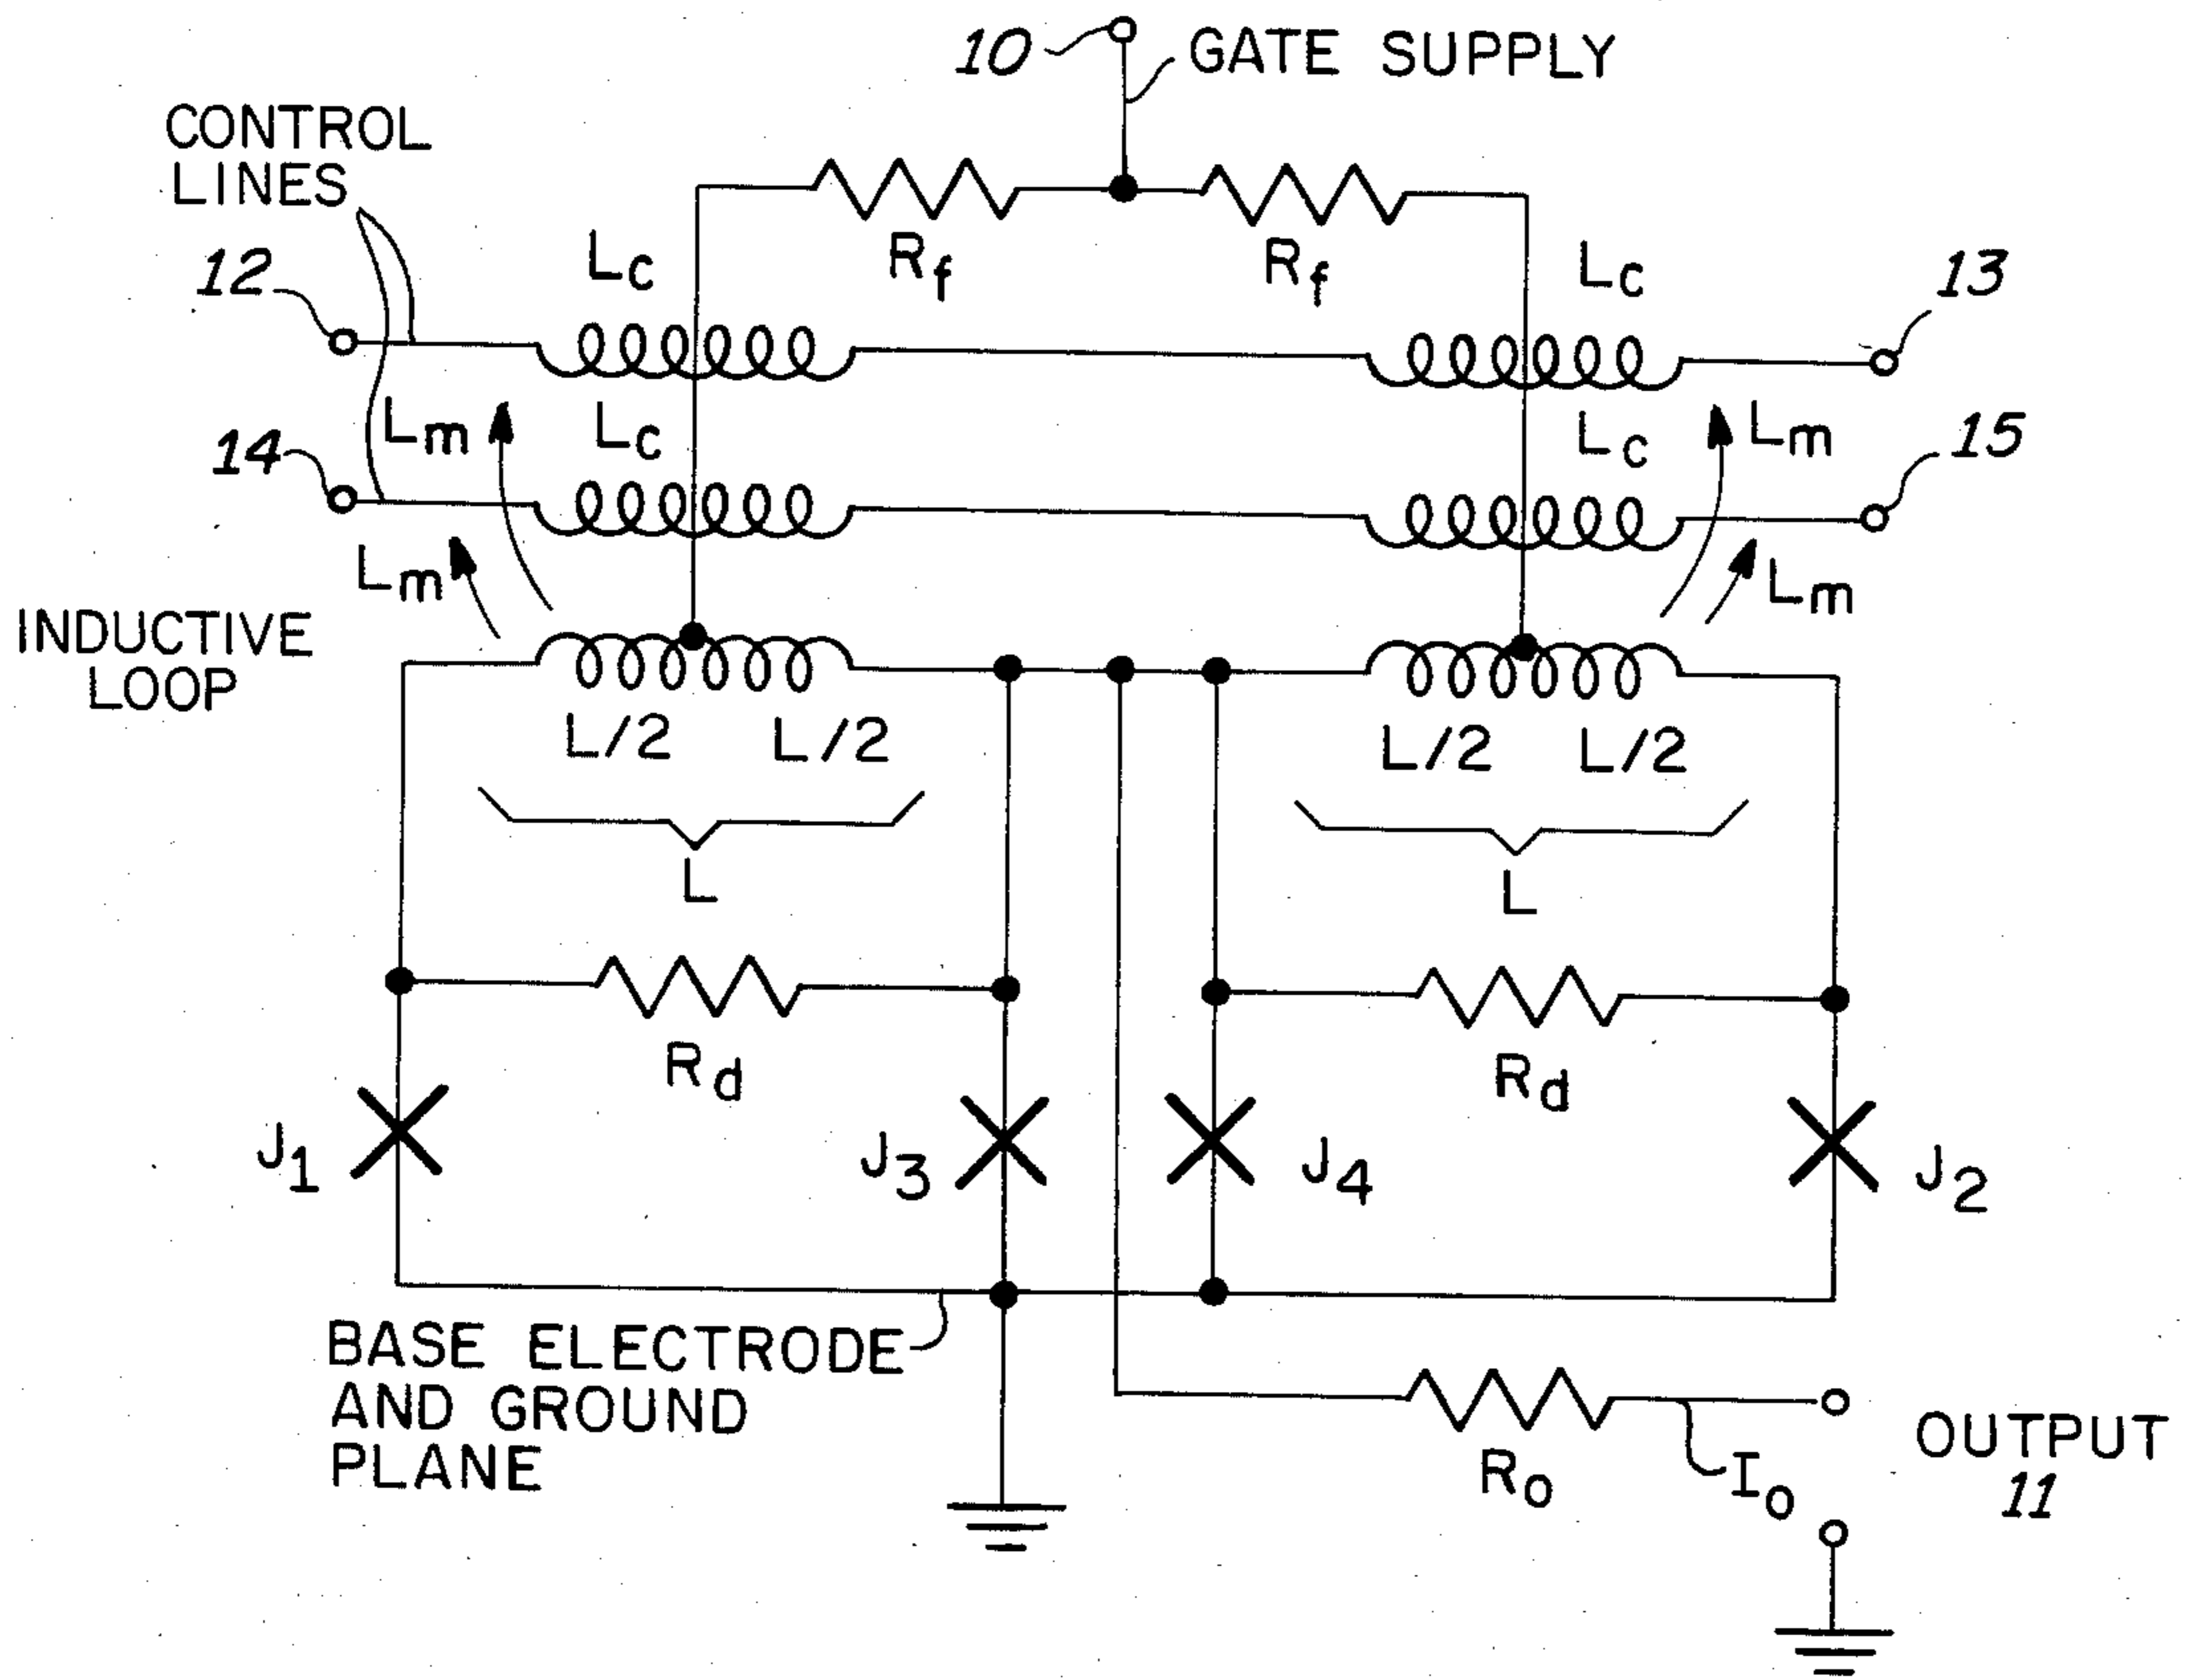 10
GATE SUPPLY
CONTROL
LINES
Rf
Rf
12
Lc
Lc
13
Lm
Lc
Lc
Lm
14
15
Lm
Lm
INDUCTIVE
LOOP
L/2
L/2
L/2
L/2
L
L
Rd
Rd
J1
J3
J4
J2
BASE ELECTRODE
AND GROUND
PLANE
Ro
Io
OUTPUT
11